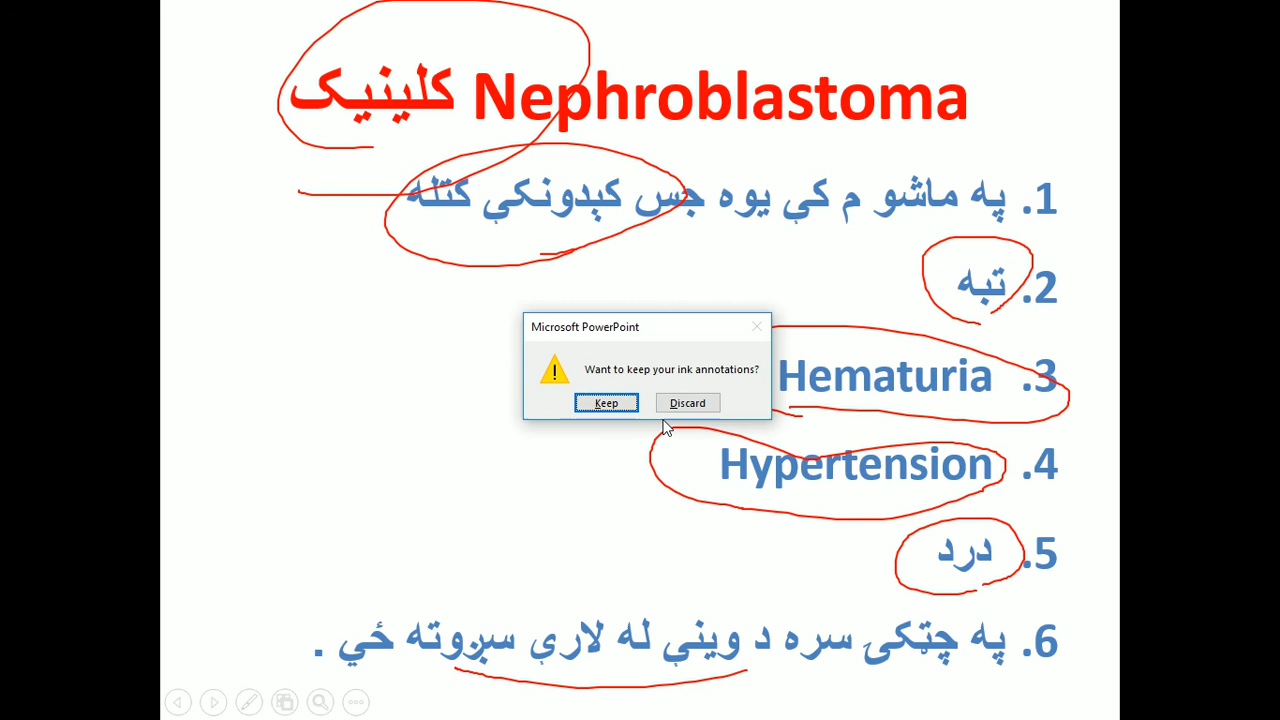 Nephroblastoma کلینیک
1. په ماشو م کې یوه جس کېدونکې کتله
2. تبه
Microsoft PowerPoint
Want to keep your ink annotations?
Keep
Discard
3. Hematuria
4. Hypertension
5. درد
6. په چټکۍ سره د وینې له لارې سږوته ځي .